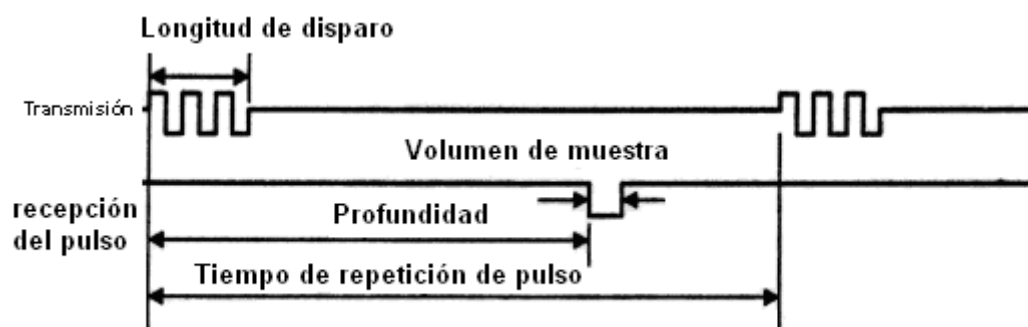 Longitud de disparo
Transmisión
Volumen de muestra
recepción
del pulso
Profundidad
Tiempo de repetición de pulso